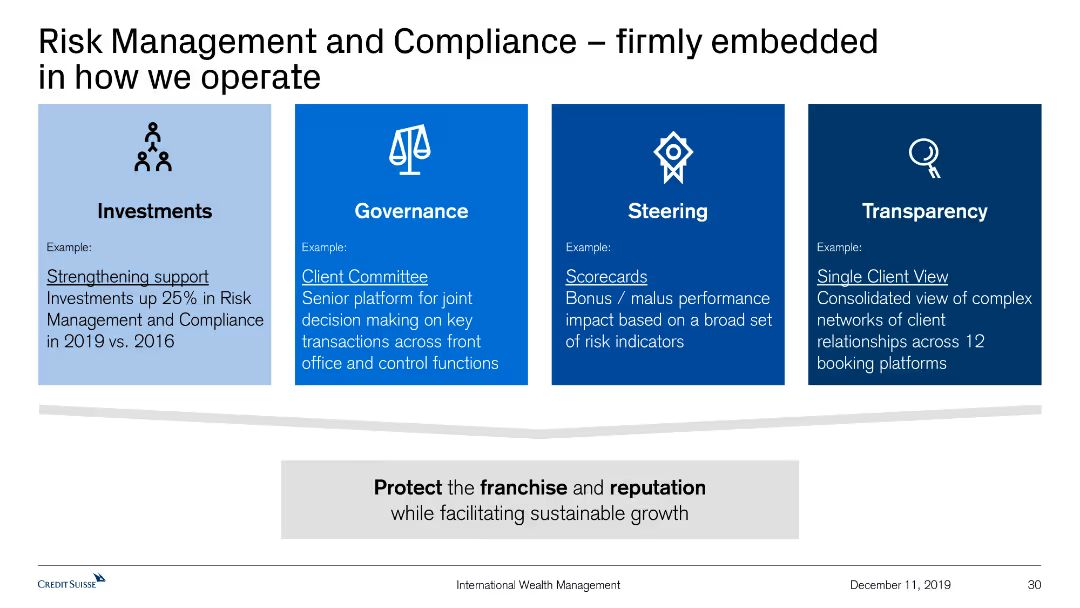 Risk Management and Compliance – firmly embedded
in how we operate
Investments
Example:
Strengthening support
Investments up 25% in Risk
Management and Compliance
in 2019 vs. 2016
Governance
Example:
Client Committee
Senior platform for joint
decision making on key
transactions across front
office and control functions
Steering
Example:
Scorecards
Bonus / malus performance
impact based on a broad set
of risk indicators
Transparency
Example:
Single Client View
Consolidated view of complex
networks of client
relationships across 12
booking platforms
Protect the franchise and reputation
while facilitating sustainable growth
CREDIT SUISSE
International Wealth Management
December 11, 2019
30